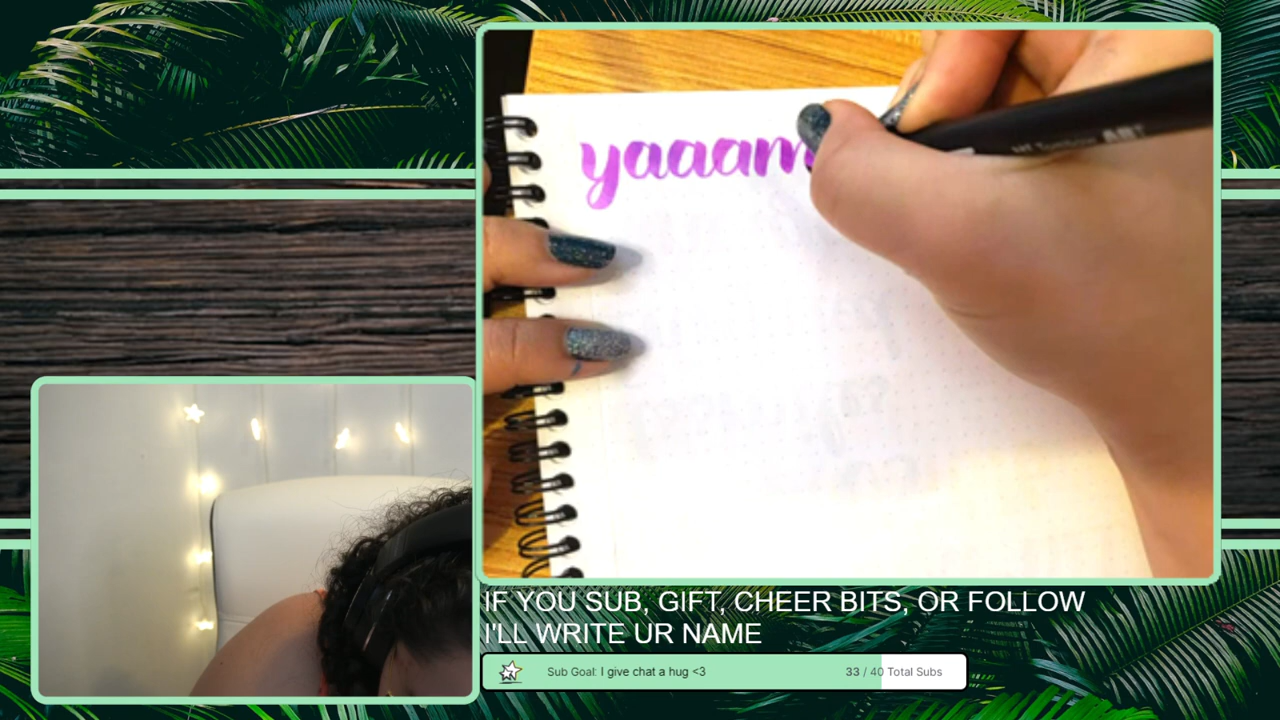 yaaam
IF YOU SUB, GIFT, CHEER BITS, OR FOLLOW
I'LL WRITE UR NAME
Sub Goal: I give chat a hug <3
33 / 40 Total Subs